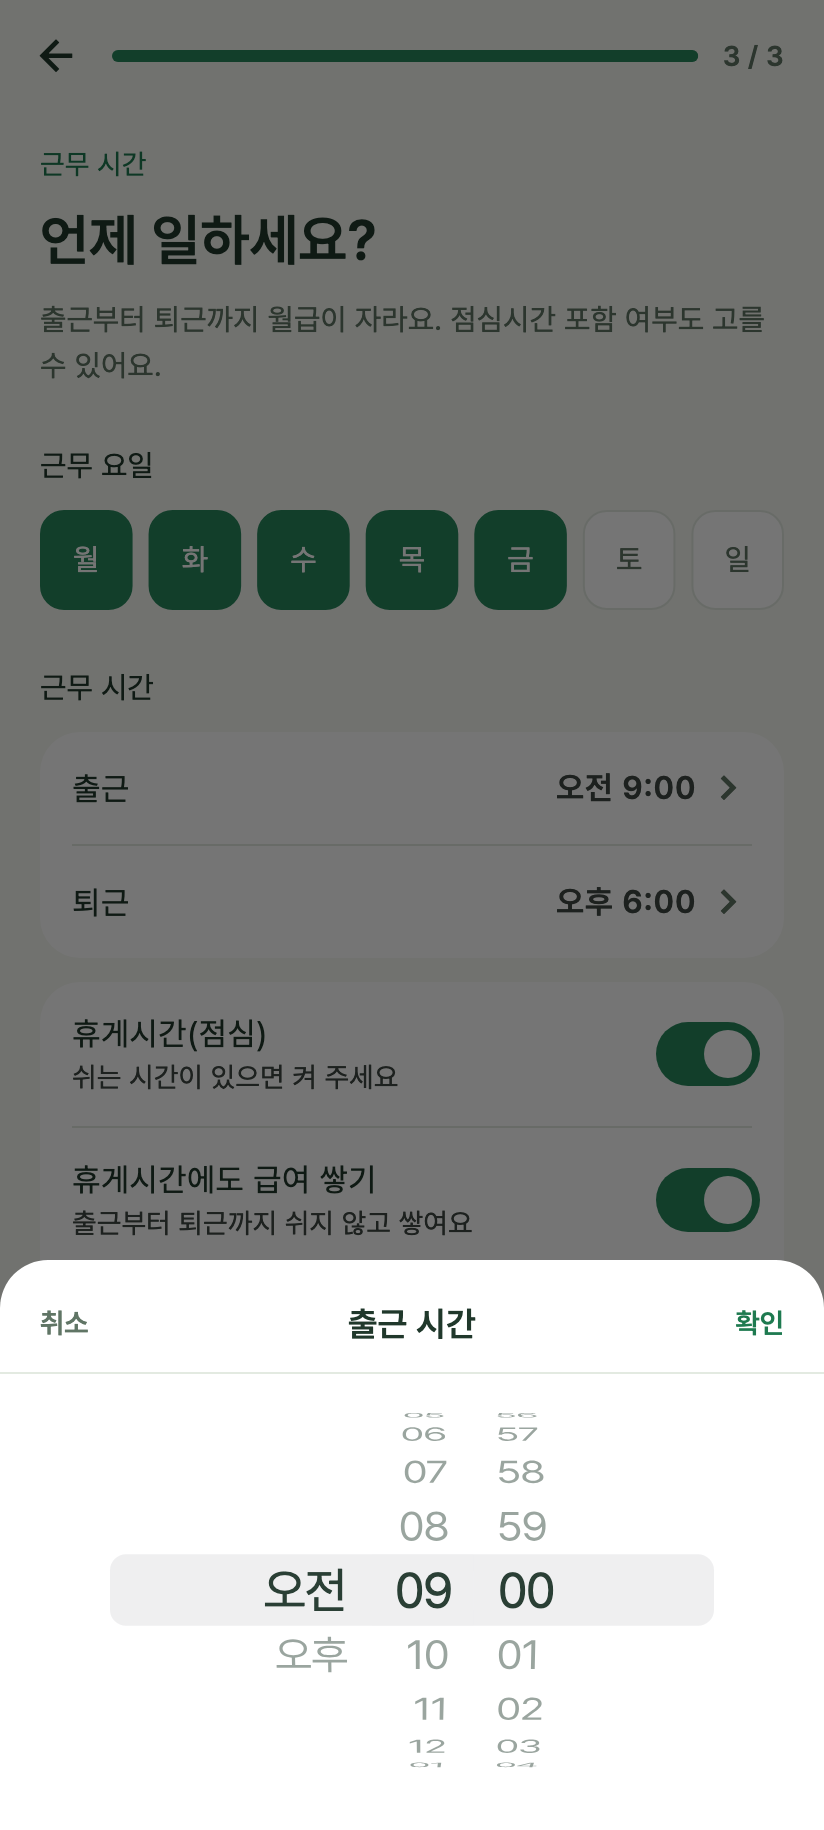 3 / 3
근무 시간
언제 일하세요?
출근부터 퇴근까지 월급이 자라요. 점심시간 포함 여부도 고를
수 있어요.
근무 요일
월 화 수 목 금 토 일
근무 시간
출근 오전 9:00
퇴근 오후 6:00
휴게시간(점심)
쉬는 시간이 있으면 켜 주세요
휴게시간에도 급여 쌓기
출근부터 퇴근까지 쉬지 않고 쌓여요
취소 출근 시간 확인
05 56
06 57
07 58
08 59
오전 09 00
오후 10 01
11 02
12 03
01 04